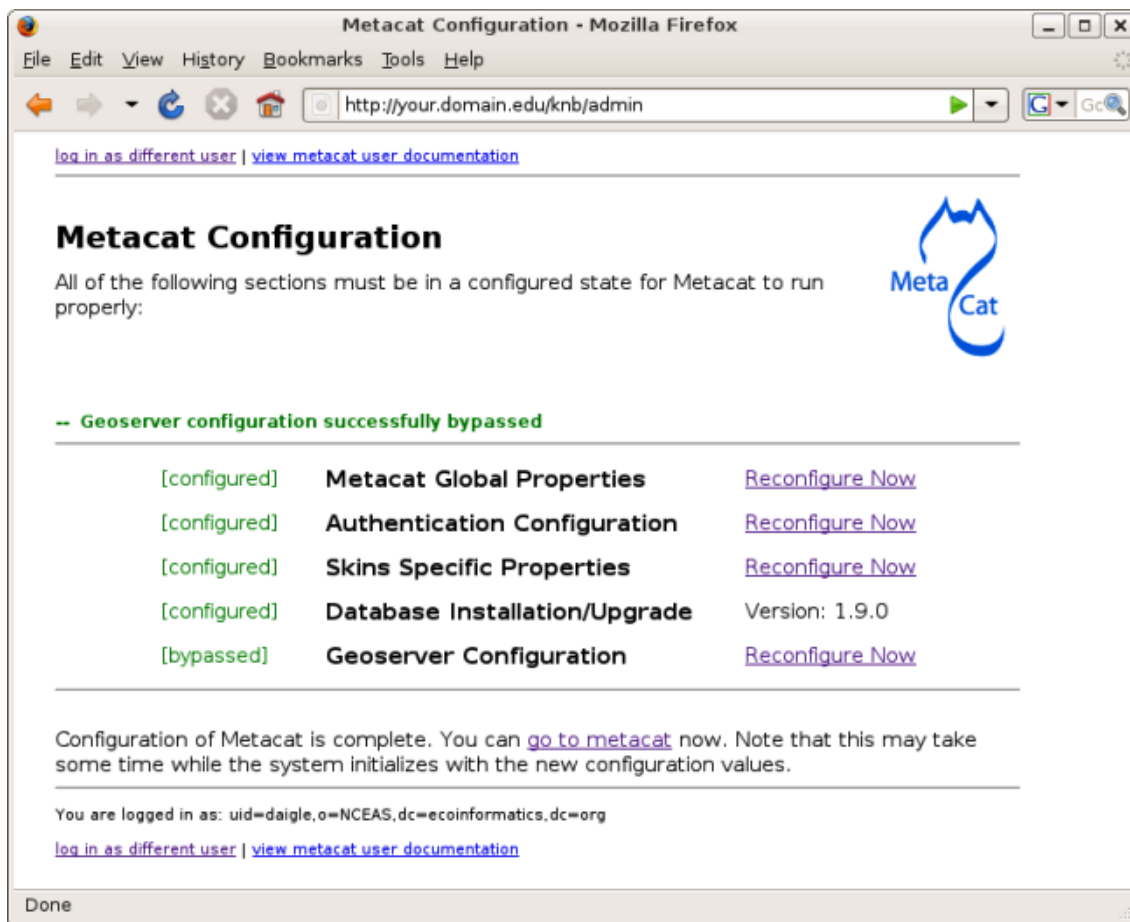 Metacat Configuration - Mozilla Firefox
File Edit View History Bookmarks Tools Help
http://your.domain.edu/knb/admin
G
log in as different user | view metacat user documentation
Metacat Configuration
All of the following sections must be in a configured state for Metacat to run
properly:
Meta
Cat
-- Geoserver configuration successfully bypassed
[configured] Metacat Global Properties Reconfigure Now
[configured] Authentication Configuration Reconfigure Now
[configured] Skins Specific Properties Reconfigure Now
[configured] Database Installation/Upgrade Version: 1.9.0
[bypassed] Geoserver Configuration Reconfigure Now
Configuration of Metacat is complete. You can go to metacat now. Note that this may take
some time while the system initializes with the new configuration values.
You are logged in as: uid=daigle,o=NCEAS,dc=ecoinformatics,dc=org
log in as different user | view metacat user documentation
Done